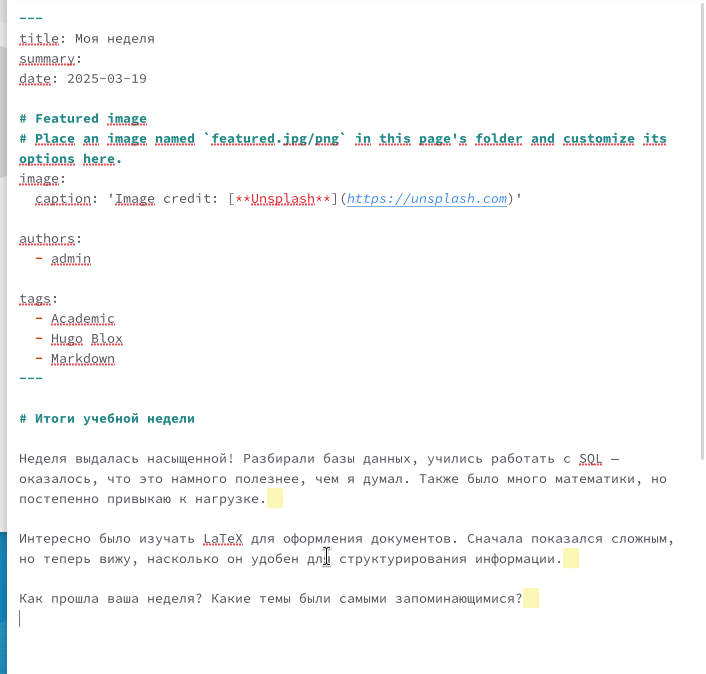 ---
title: Моя неделя
summary:
date: 2025-03-19
# Featured image
# Place an image named `featured.jpg/png` in this page's folder and customize its
options here.
image:
  caption: 'Image credit: [**Unsplash**](https://unsplash.com)'
authors:
  - admin
tags:
  - Academic
  - Hugo Blox
  - Markdown
---
# Итоги учебной недели
Неделя выдалась насыщенной! Разбирали базы данных, учились работать с SQL —
оказалось, что это намного полезнее, чем я думал. Также было много математики, но
постепенно привыкаю к нагрузке.
Интересно было изучать LaTeX для оформления документов. Сначала показался сложным,
но теперь вижу, насколько он удобен для структурирования информации.
Как прошла ваша неделя? Какие темы были самыми запоминающимися?